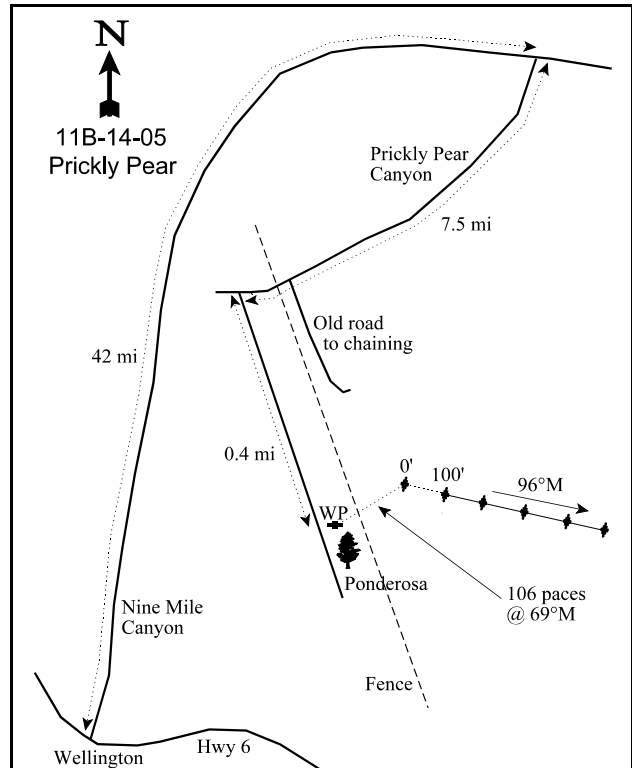 N
11B-14-05
Prickly Pear
Prickly Pear
Canyon
7.5 mi
Old road
to chaining
42 mi
0.4 mi
0'
100'
96°M
WP
Ponderosa
106 paces
@ 69°M
Nine Mile
Canyon
Fence
Hwy 6
Wellington